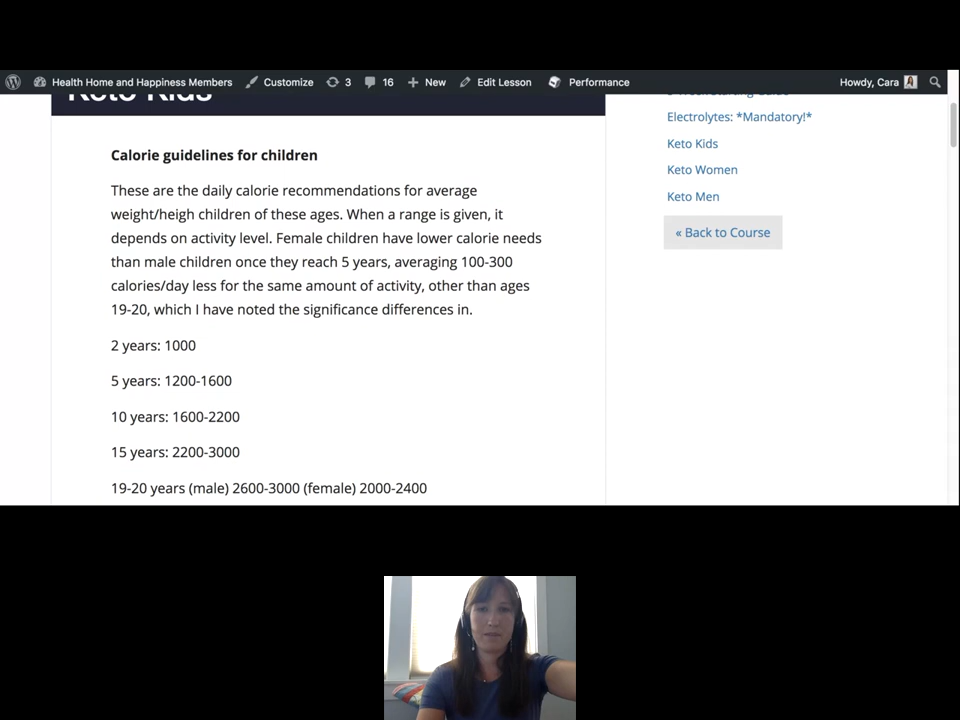 Health Home and Happiness Members Customize 3 16 New Edit Lesson Performance Howdy, Cara
Keto Kids
Calorie guidelines for children
These are the daily calorie recommendations for average
weight/heigh children of these ages. When a range is given, it
depends on activity level. Female children have lower calorie needs
than male children once they reach 5 years, averaging 100-300
calories/day less for the same amount of activity, other than ages
19-20, which I have noted the significance differences in.
2 years: 1000
5 years: 1200-1600
10 years: 1600-2200
15 years: 2200-3000
19-20 years (male) 2600-3000 (female) 2000-2400
Electrolytes: *Mandatory!*
Keto Kids
Keto Women
Keto Men
« Back to Course